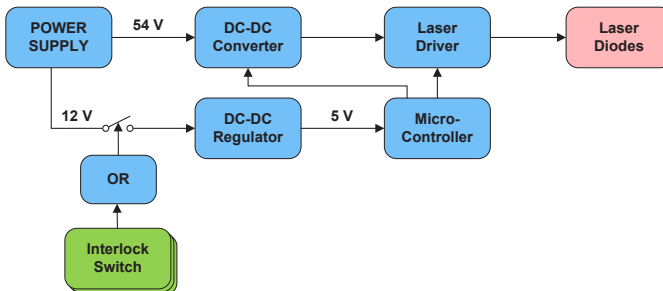 POWER
SUPPLY
54 V
DC-DC
Converter
Laser
Driver
Laser
Diodes
12 V
DC-DC
Regulator
5 V
Micro-
Controller
OR
Interlock
Switch